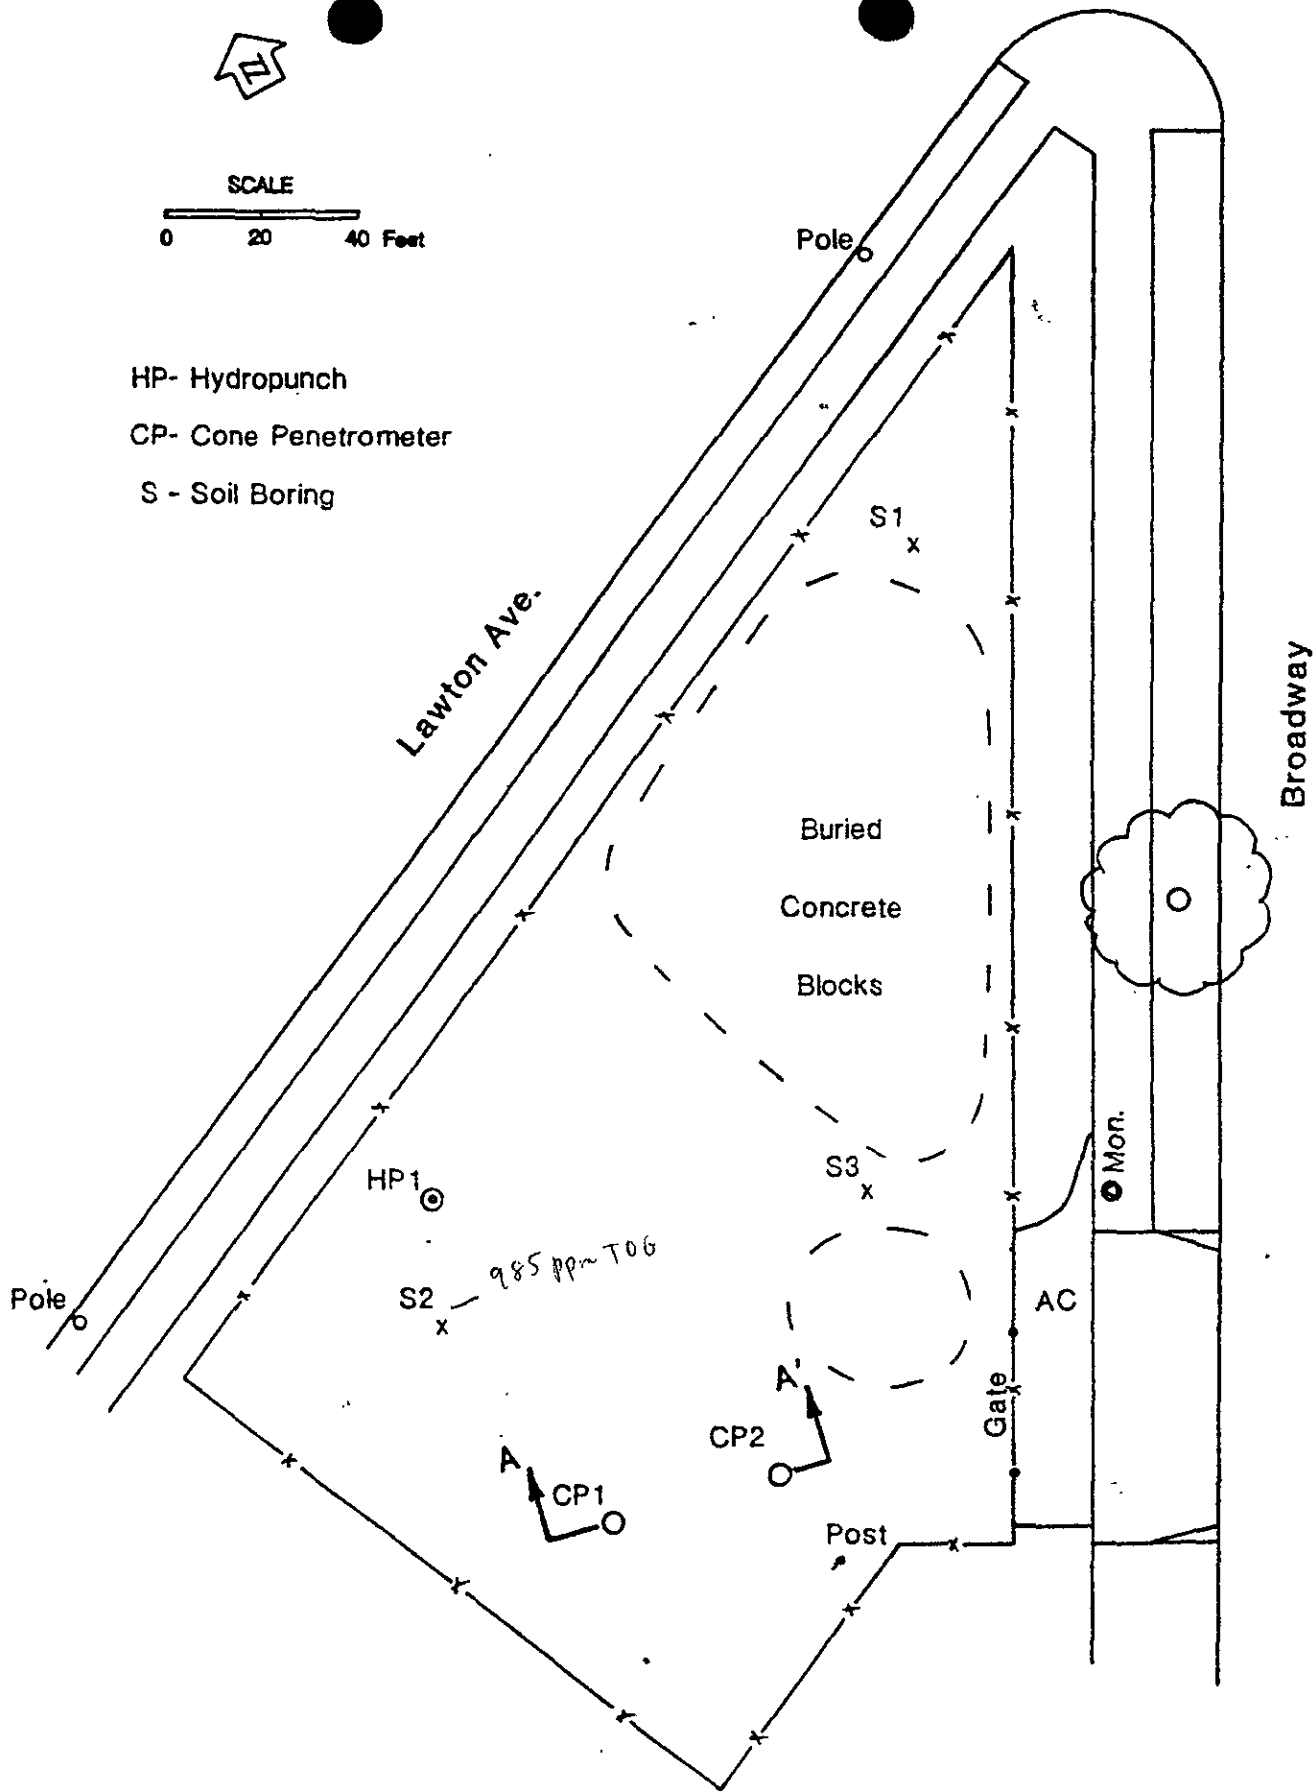 N
SCALE
0 20 40 Feet
Pole
HP- Hydropunch
CP- Cone Penetrometer
S - Soil Boring
S1
Lawton Ave.
Broadway
Buried
Concrete
Blocks
Mon.
S3
HP1
985 ppm TOG
S2
Pole
AC
A'
Gate
CP2
A
CP1
Post